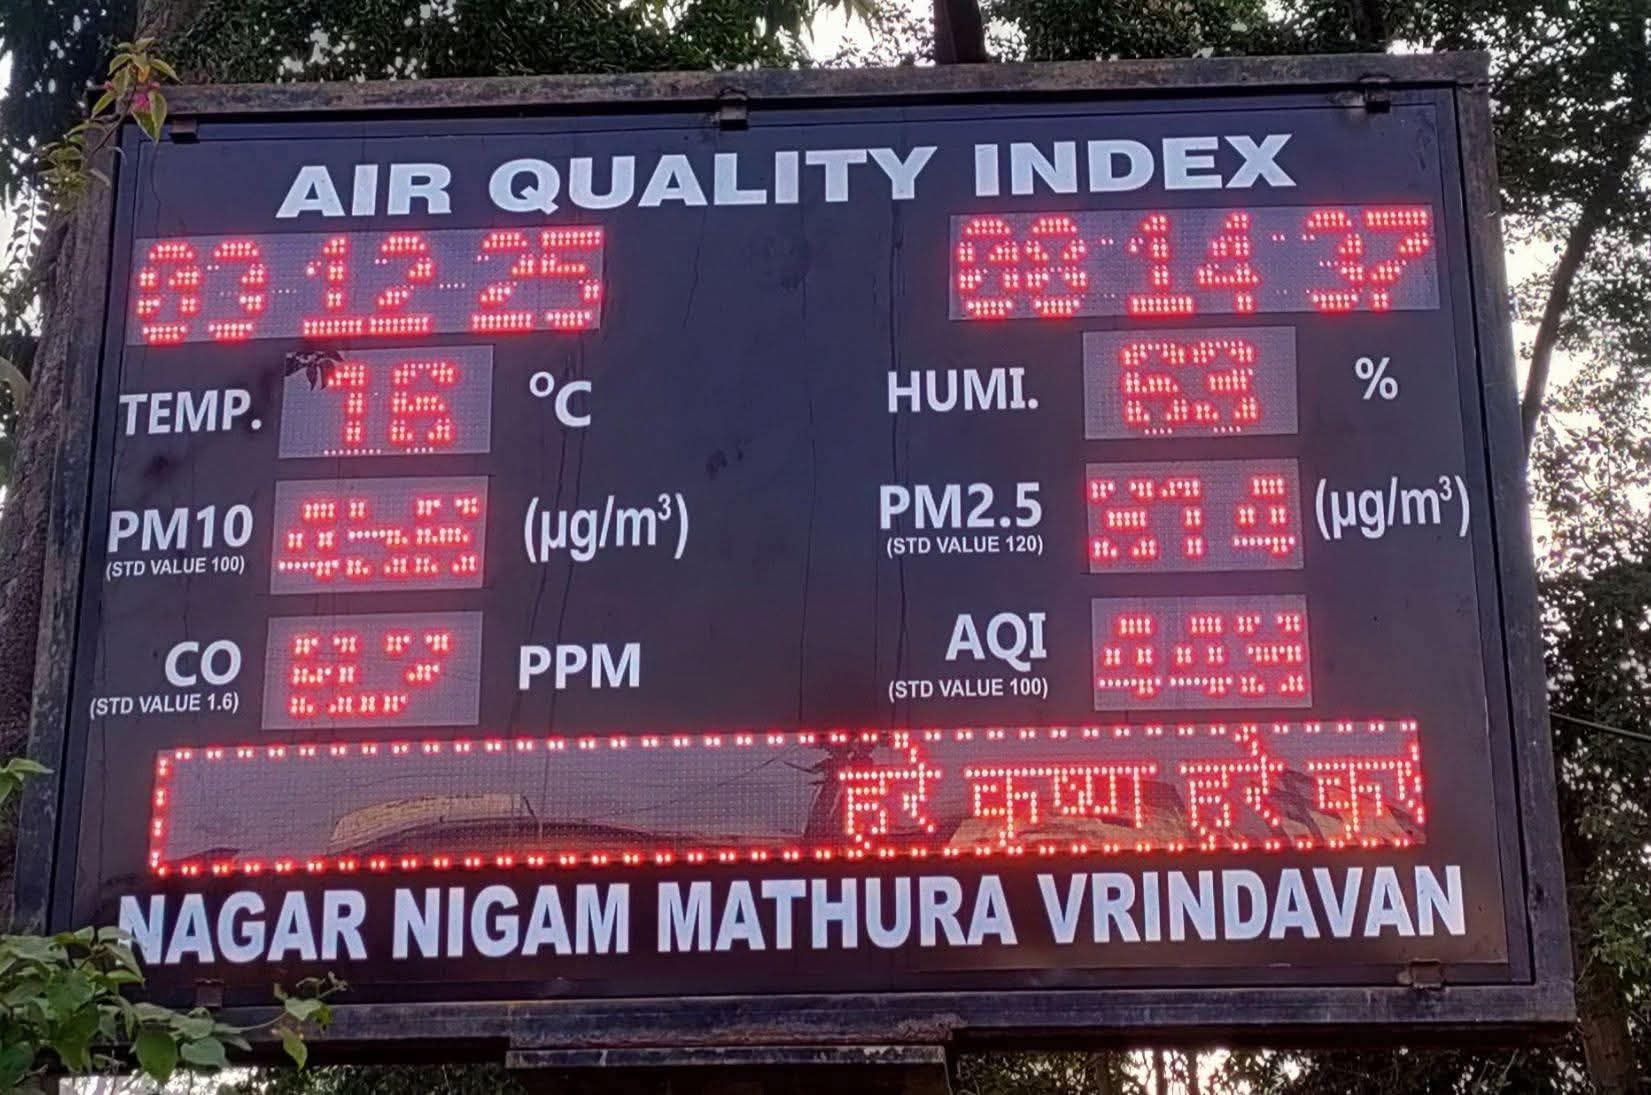 AIR QUALITY INDEX
03-12-25 08:14:37
TEMP. 16 °C HUMI. 63 %
PM10 (µg/m³) PM2.5 (µg/m³)
(STD VALUE 100) (STD VALUE 120)
CO PPM AQI
(STD VALUE 1.6) (STD VALUE 100)
हरे कृष्ण हरे
NAGAR NIGAM MATHURA VRINDAVAN